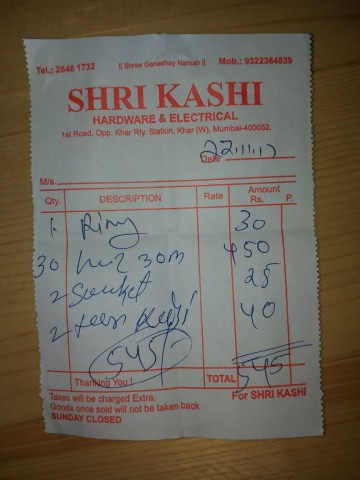 Tel.: 2648 1732 || Shree Ganeshay Namah || Mob.: 9322384839
SHRI KASHI
HARDWARE & ELECTRICAL
1st Road, Opp. Khar Rly. Station, Khar (W), Mumbai-400052.
Date 22.11.17
M/s.
Qty. DESCRIPTION Rate Amount
Rs. P.
1. Ring 30
30 30m 450
2 Socket 25
2 40
545
Thanking You ! TOTAL 545
Taxes will be charged Extra. For SHRI KASHI
Goods once sold will not be taken back
SUNDAY CLOSED